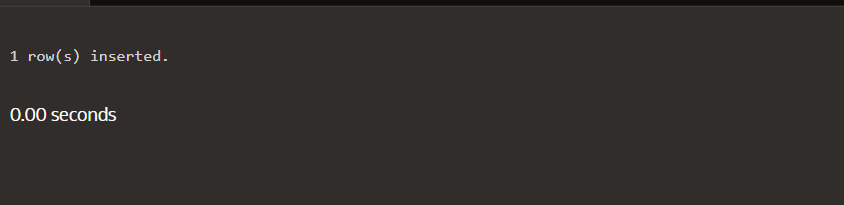 1 row(s) inserted.
0.00 seconds